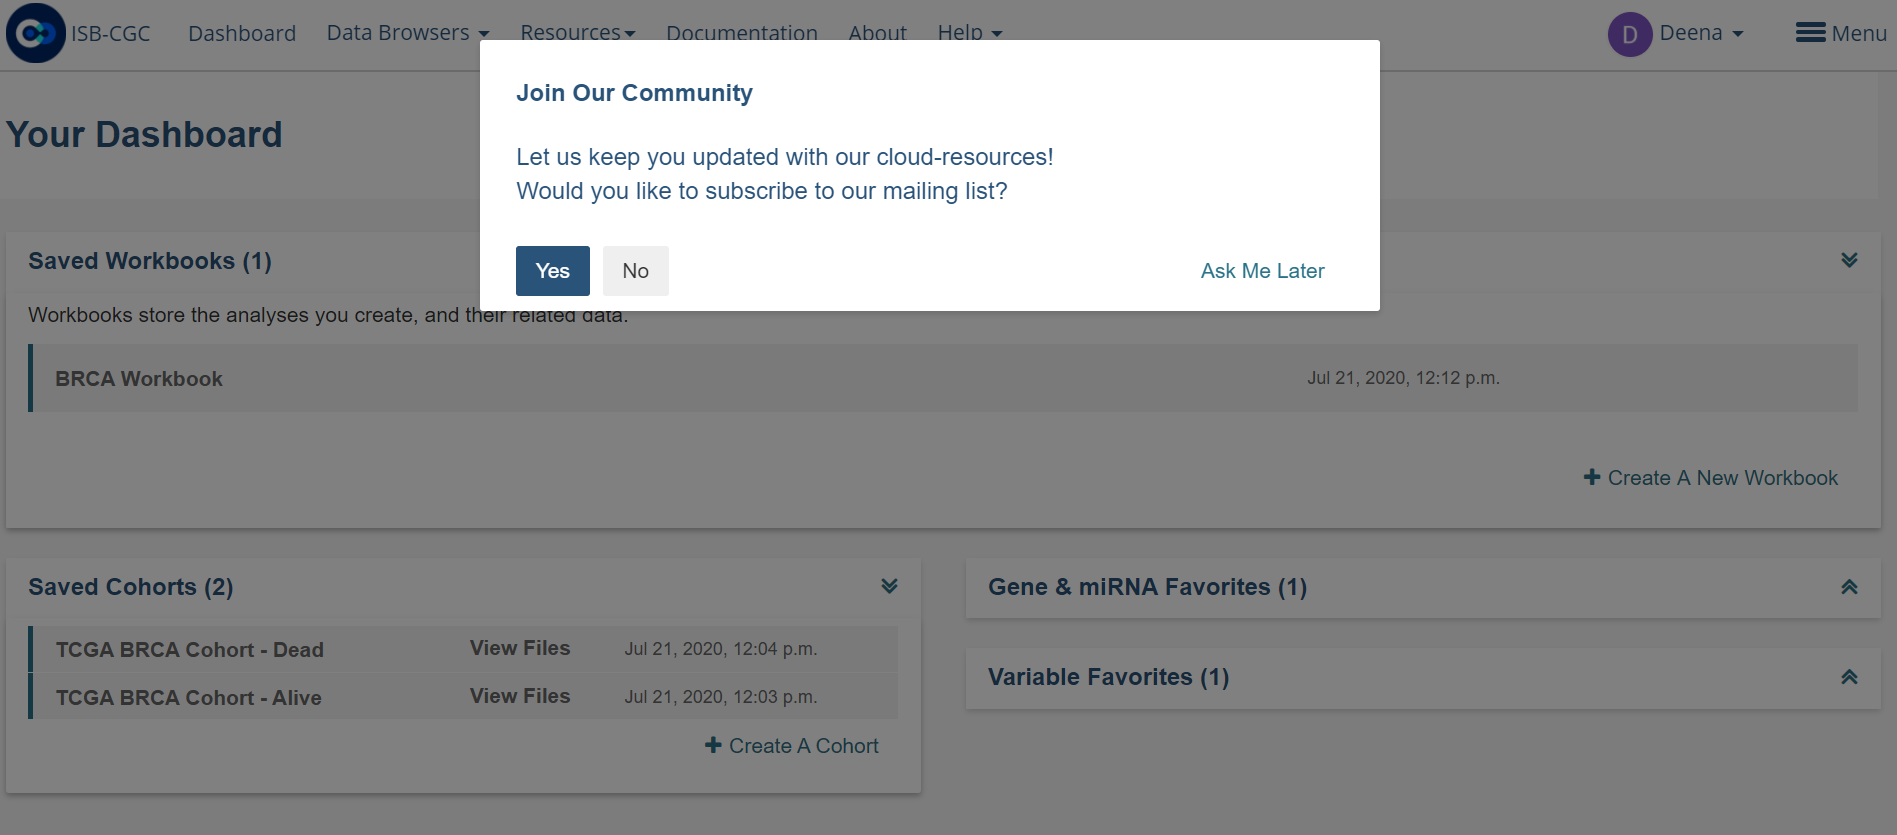 ISB-CGC Dashboard Data Browsers Resources Documentation About Help D Deena Menu
Join Our Community
Your Dashboard
Let us keep you updated with our cloud-resources!
Would you like to subscribe to our mailing list?
Saved Workbooks (1)
Yes No Ask Me Later
Workbooks store the analyses you create, and their related data.
BRCA Workbook Jul 21, 2020, 12:12 p.m.
Create A New Workbook
Saved Cohorts (2)
TCGA BRCA Cohort - Dead View Files Jul 21, 2020, 12:04 p.m.
TCGA BRCA Cohort - Alive View Files Jul 21, 2020, 12:03 p.m.
Create A Cohort
Gene & miRNA Favorites (1)
Variable Favorites (1)